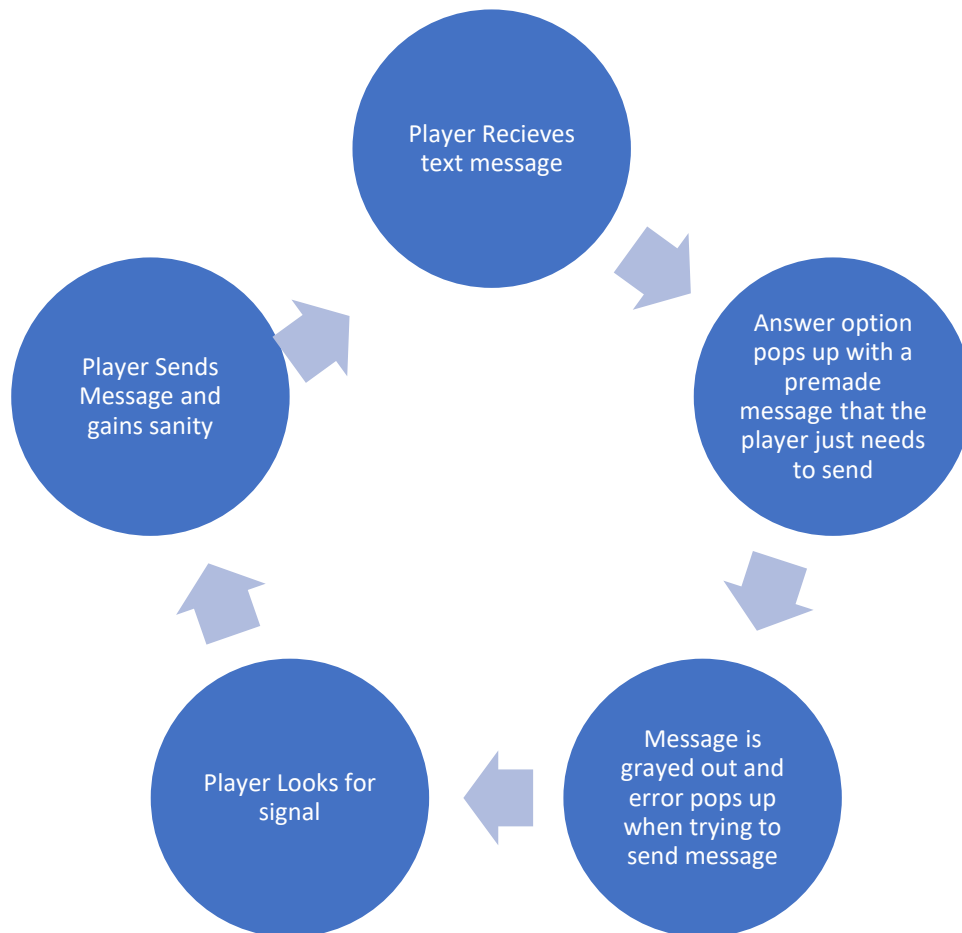 Player Recieves
text message
Answer option
pops up with a
premade
message that the
player just needs
to send
Message is
grayed out and
error pops up
when trying to
send message
Player Looks for
signal
Player Sends
Message and
gains sanity